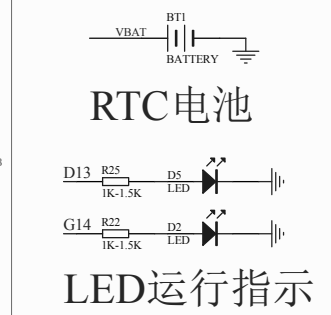 BT1
VBAT
BATTERY
RTC电池
3
D13 R25 D5
1K-1.5K LED
G14 R22 D2
1K-1.5K LED
LED运行指示